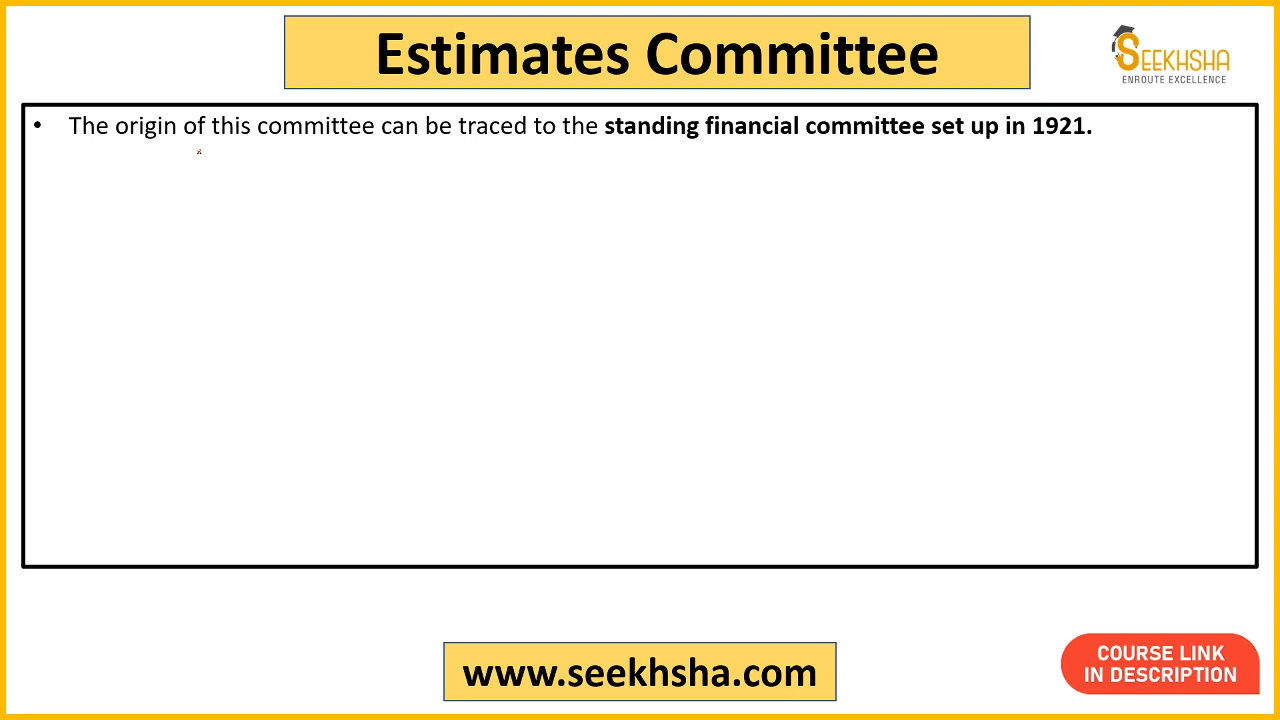 Estimates Committee
SEEKHSHA
ENROUTE EXCELLENCE
• The origin of this committee can be traced to the standing financial committee set up in 1921.
www.seekhsha.com
COURSE LINK
IN DESCRIPTION